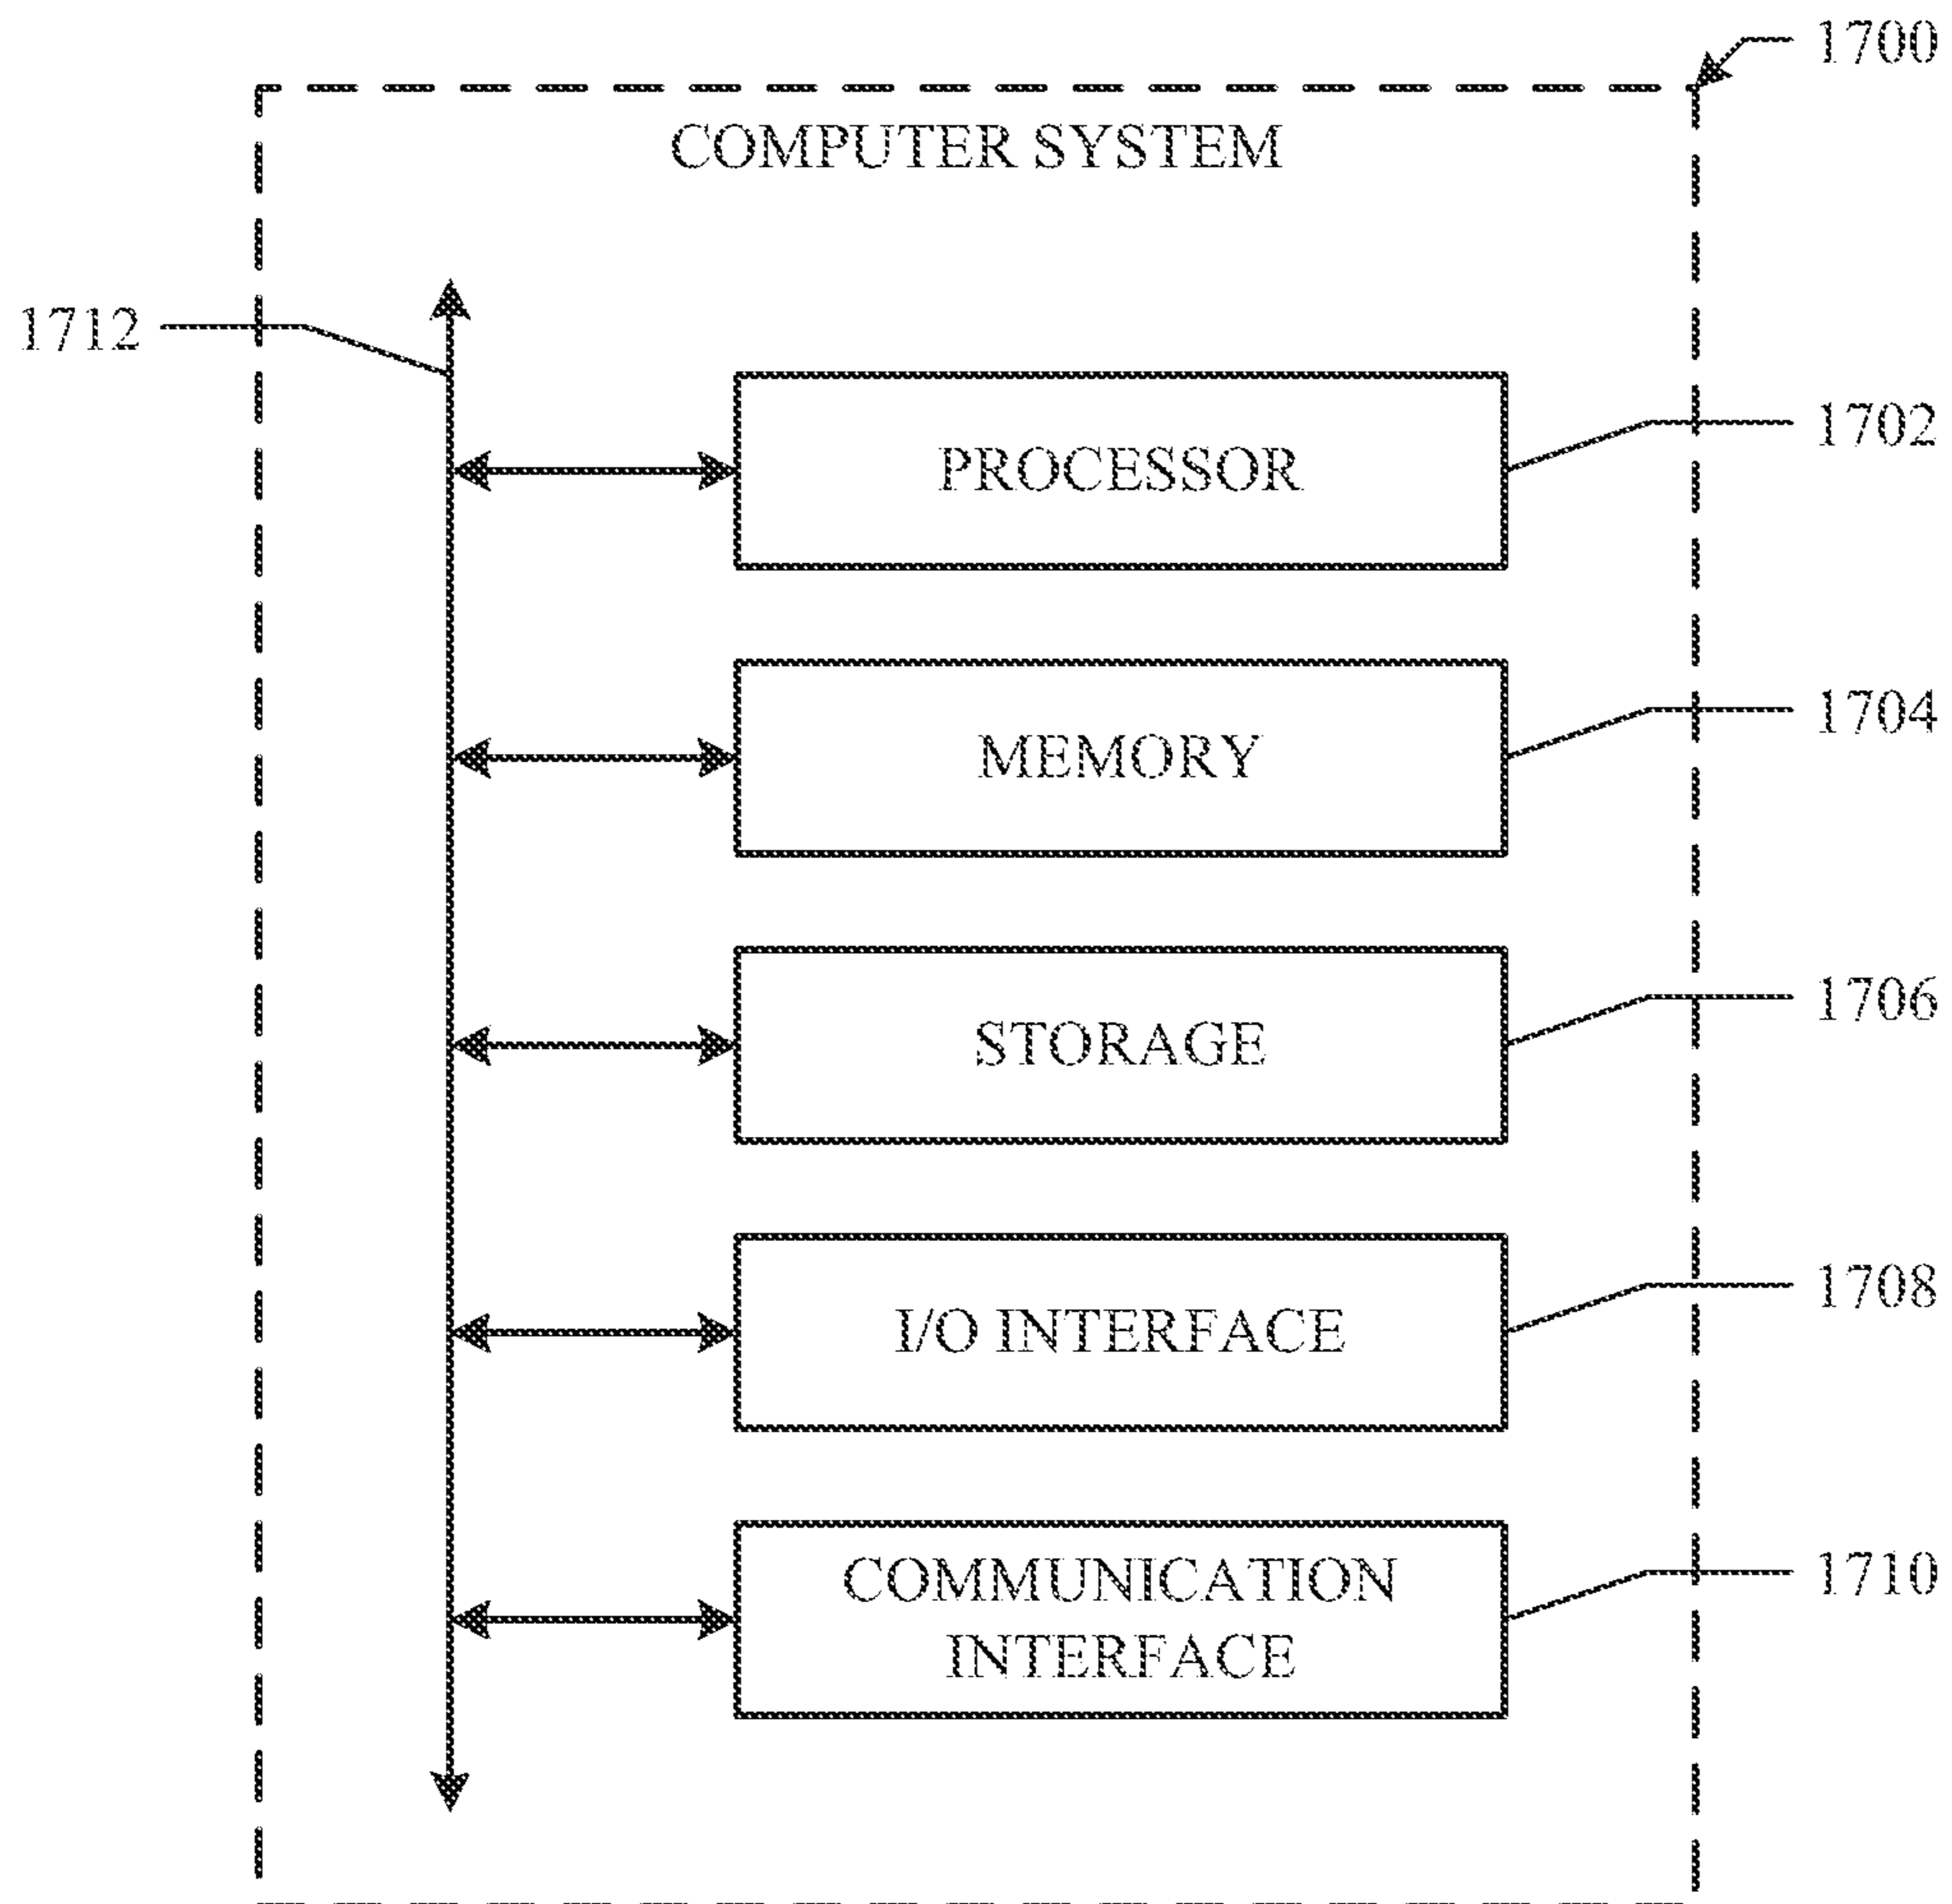 1700
COMPUTER SYSTEM
1712
PROCESSOR
1702
MEMORY
1704
STORAGE
1706
I/O INTERFACE
1708
COMMUNICATION
INTERFACE
1710